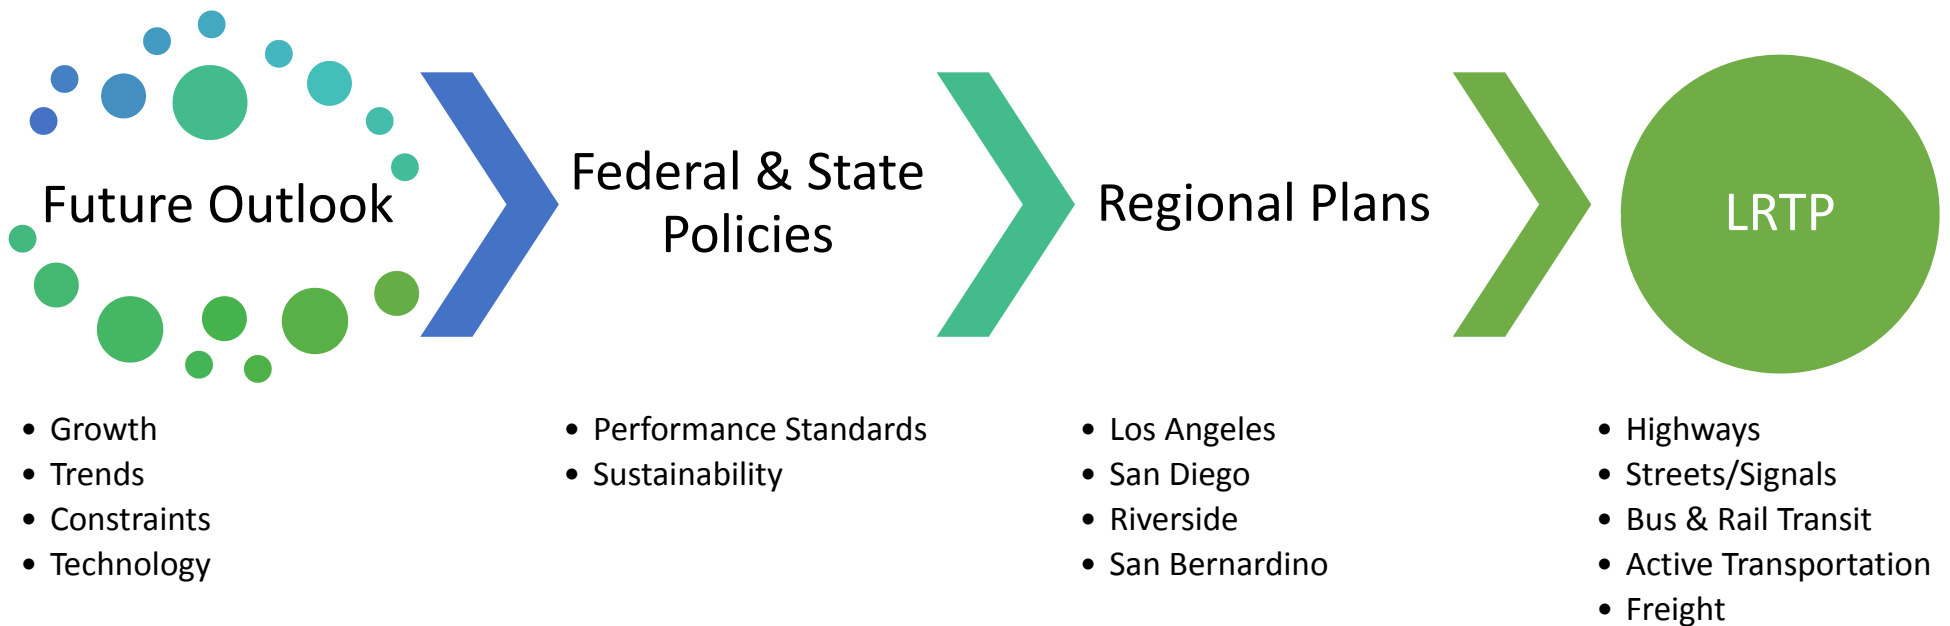 Future Outlook
• Growth
• Trends
• Constraints
• Technology
Federal & State
Policies
• Performance Standards
• Sustainability
Regional Plans
• Los Angeles
• San Diego
• Riverside
• San Bernardino
LRTP
• Highways
• Streets/Signals
• Bus & Rail Transit
• Active Transportation
• Freight